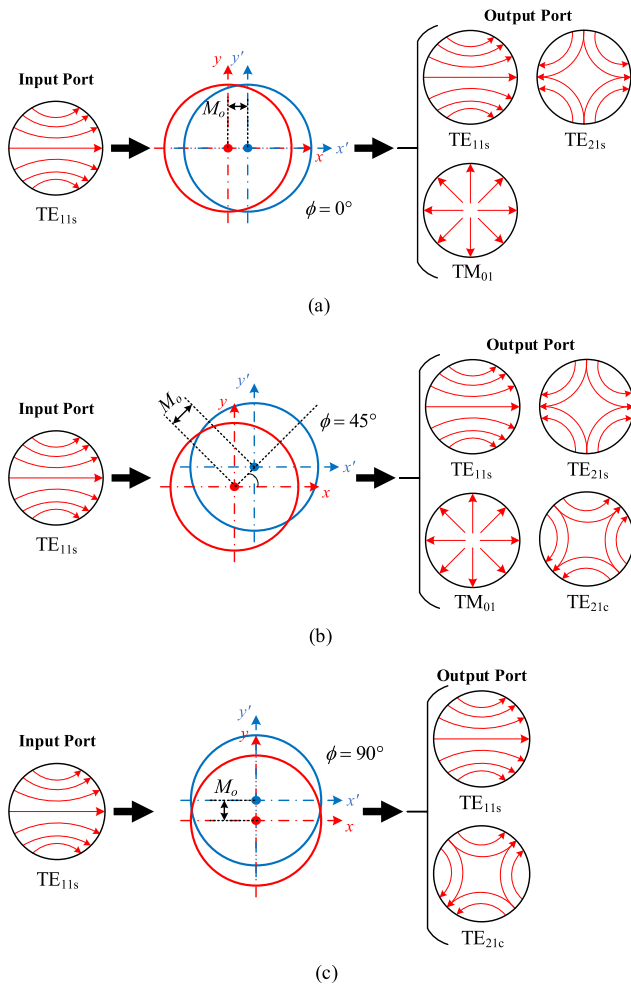 Output Port
Input Port
y y′
Mₒ
x x′
ϕ = 0°
TE₁₁ₛ
TE₁₁ₛ TE₂₁ₛ
TM₀₁
(a)
Output Port
Input Port
y′
Mₒ
y
ϕ = 45°
x′
x
TE₁₁ₛ
TE₁₁ₛ TE₂₁ₛ
TM₀₁ TE₂₁c
(b)
Output Port
Input Port
y′
y
ϕ = 90°
Mₒ
x′
x
TE₁₁ₛ
TE₁₁ₛ
TE₂₁c
(c)